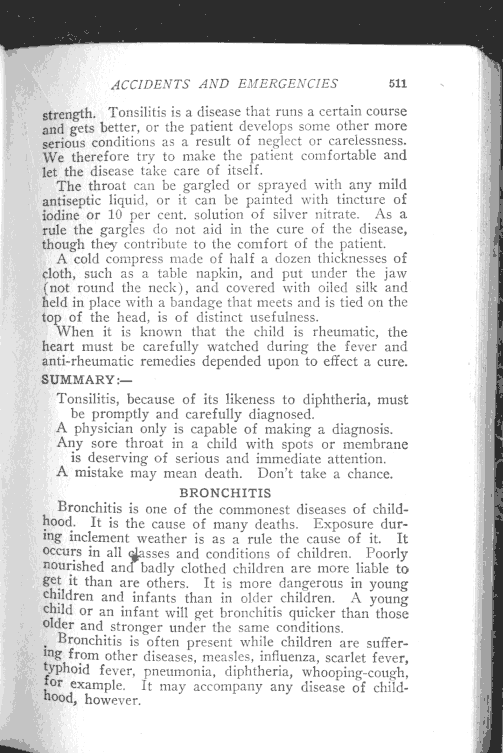 ACCIDENTS AND EMERGENCIES 511
strength. Tonsilitis is a disease that runs a certain course
and gets better, or the patient develops some other more
serious conditions as a result of neglect or carelessness.
We therefore try to make the patient comfortable and
let the disease take care of itself.
The throat can be gargled or sprayed with any mild
antiseptic liquid, or it can be painted with tincture of
iodine or 10 per cent. solution of silver nitrate. As a
rule the gargles do not aid in the cure of the disease,
though they contribute to the comfort of the patient.
A cold compress made of half a dozen thicknesses of
cloth, such as a table napkin, and put under the jaw
(not round the neck), and covered with oiled silk and
held in place with a bandage that meets and is tied on the
top of the head, is of distinct usefulness.
When it is known that the child is rheumatic, the
heart must be carefully watched during the fever and
anti-rheumatic remedies depended upon to effect a cure.
SUMMARY:—
Tonsilitis, because of its likeness to diphtheria, must
be promptly and carefully diagnosed.
A physician only is capable of making a diagnosis.
Any sore throat in a child with spots or membrane
is deserving of serious and immediate attention.
A mistake may mean death. Don't take a chance.
BRONCHITIS
Bronchitis is one of the commonest diseases of child-
hood. It is the cause of many deaths. Exposure dur-
ing inclement weather is as a rule the cause of it. It
occurs in all classes and conditions of children. Poorly
nourished and badly clothed children are more liable to
get it than are others. It is more dangerous in young
children and infants than in older children. A young
child or an infant will get bronchitis quicker than those
older and stronger under the same conditions.
Bronchitis is often present while children are suffer-
ing from other diseases, measles, influenza, scarlet fever,
typhoid fever, pneumonia, diphtheria, whooping-cough,
for example. It may accompany any disease of child-
hood, however.